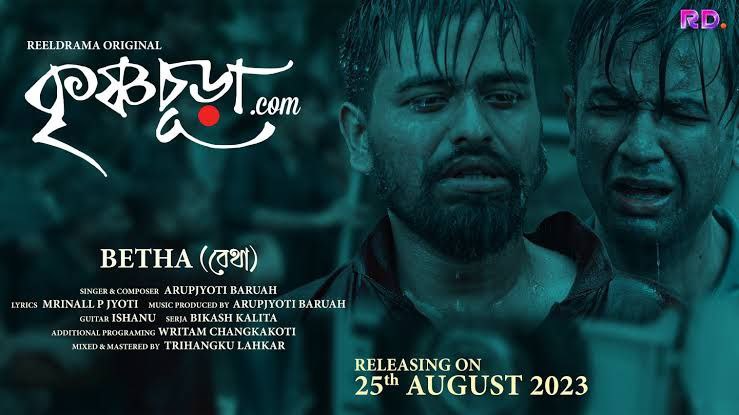 RD.
REELDRAMA ORIGINAL
কৃষ্ণচূড়া.com
BETHA (বেথা)
SINGER & COMPOSER ARUPJYOTI BARUAH
LYRICS MRINALL P JYOTI MUSIC PRODUCED BY ARUPJYOTI BARUAH
GUITAR ISHANU SERJA BIKASH KALITA
ADDITIONAL PROGRAMING WRITAM CHANGKAKOTI
MIXED & MASTERED BY TRIHANGKU LAHKAR
RELEASING ON
25th AUGUST 2023